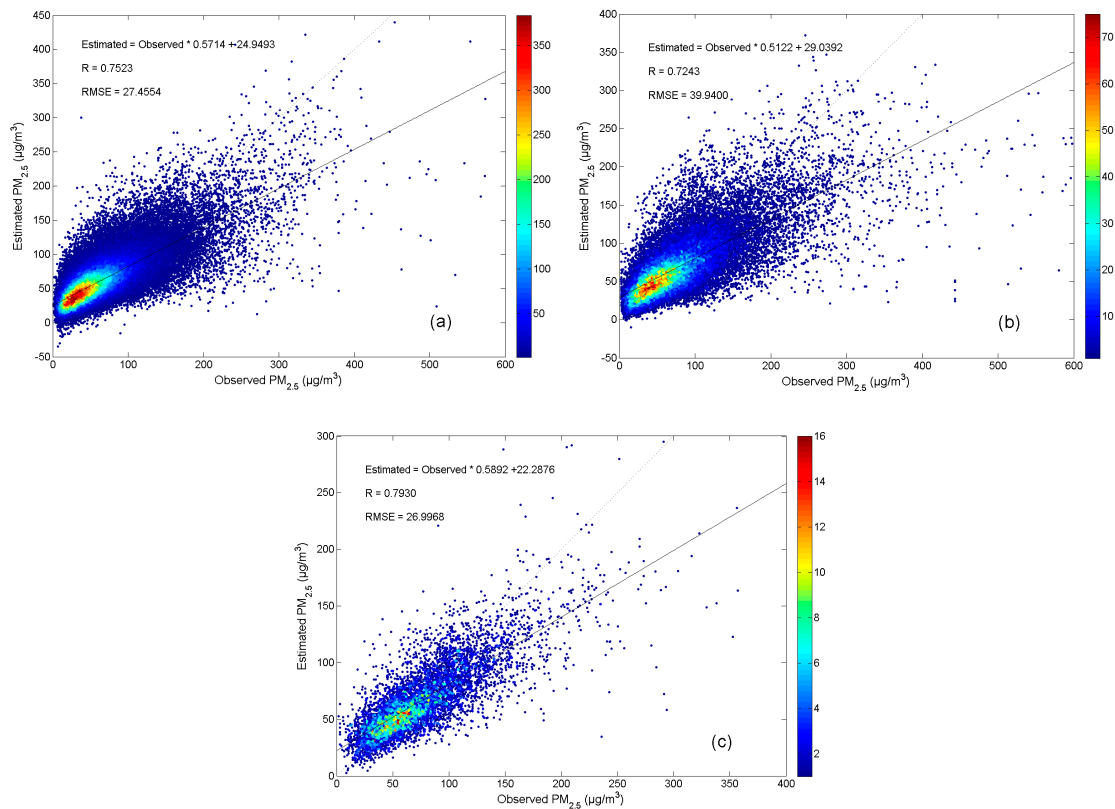 450
400
350
300
250
200
150
100
50
0
-50
Estimated PM2.5 (µg/m³)
Estimated = Observed * 0.5714 +24.9493
R = 0.7523
RMSE = 27.4554
(a)
0 100 200 300 400 500 600
Observed PM2.5 (µg/m³)
350
300
250
200
150
100
50
400
350
300
250
200
150
100
50
0
-50
Estimated PM2.5 (µg/m³)
Estimated = Observed * 0.5122 + 29.0392
R = 0.7243
RMSE = 39.9400
(b)
0 100 200 300 400 500 600
Observed PM2.5 (µg/m³)
70
60
50
40
30
20
10
300
250
200
150
100
50
0
Estimated PM2.5 (µg/m³)
Estimated = Observed * 0.5892 +22.2876
R = 0.7930
RMSE = 26.9968
(c)
0 50 100 150 200 250 300 350 400
Observed PM2.5 (µg/m³)
16
14
12
10
8
6
4
2